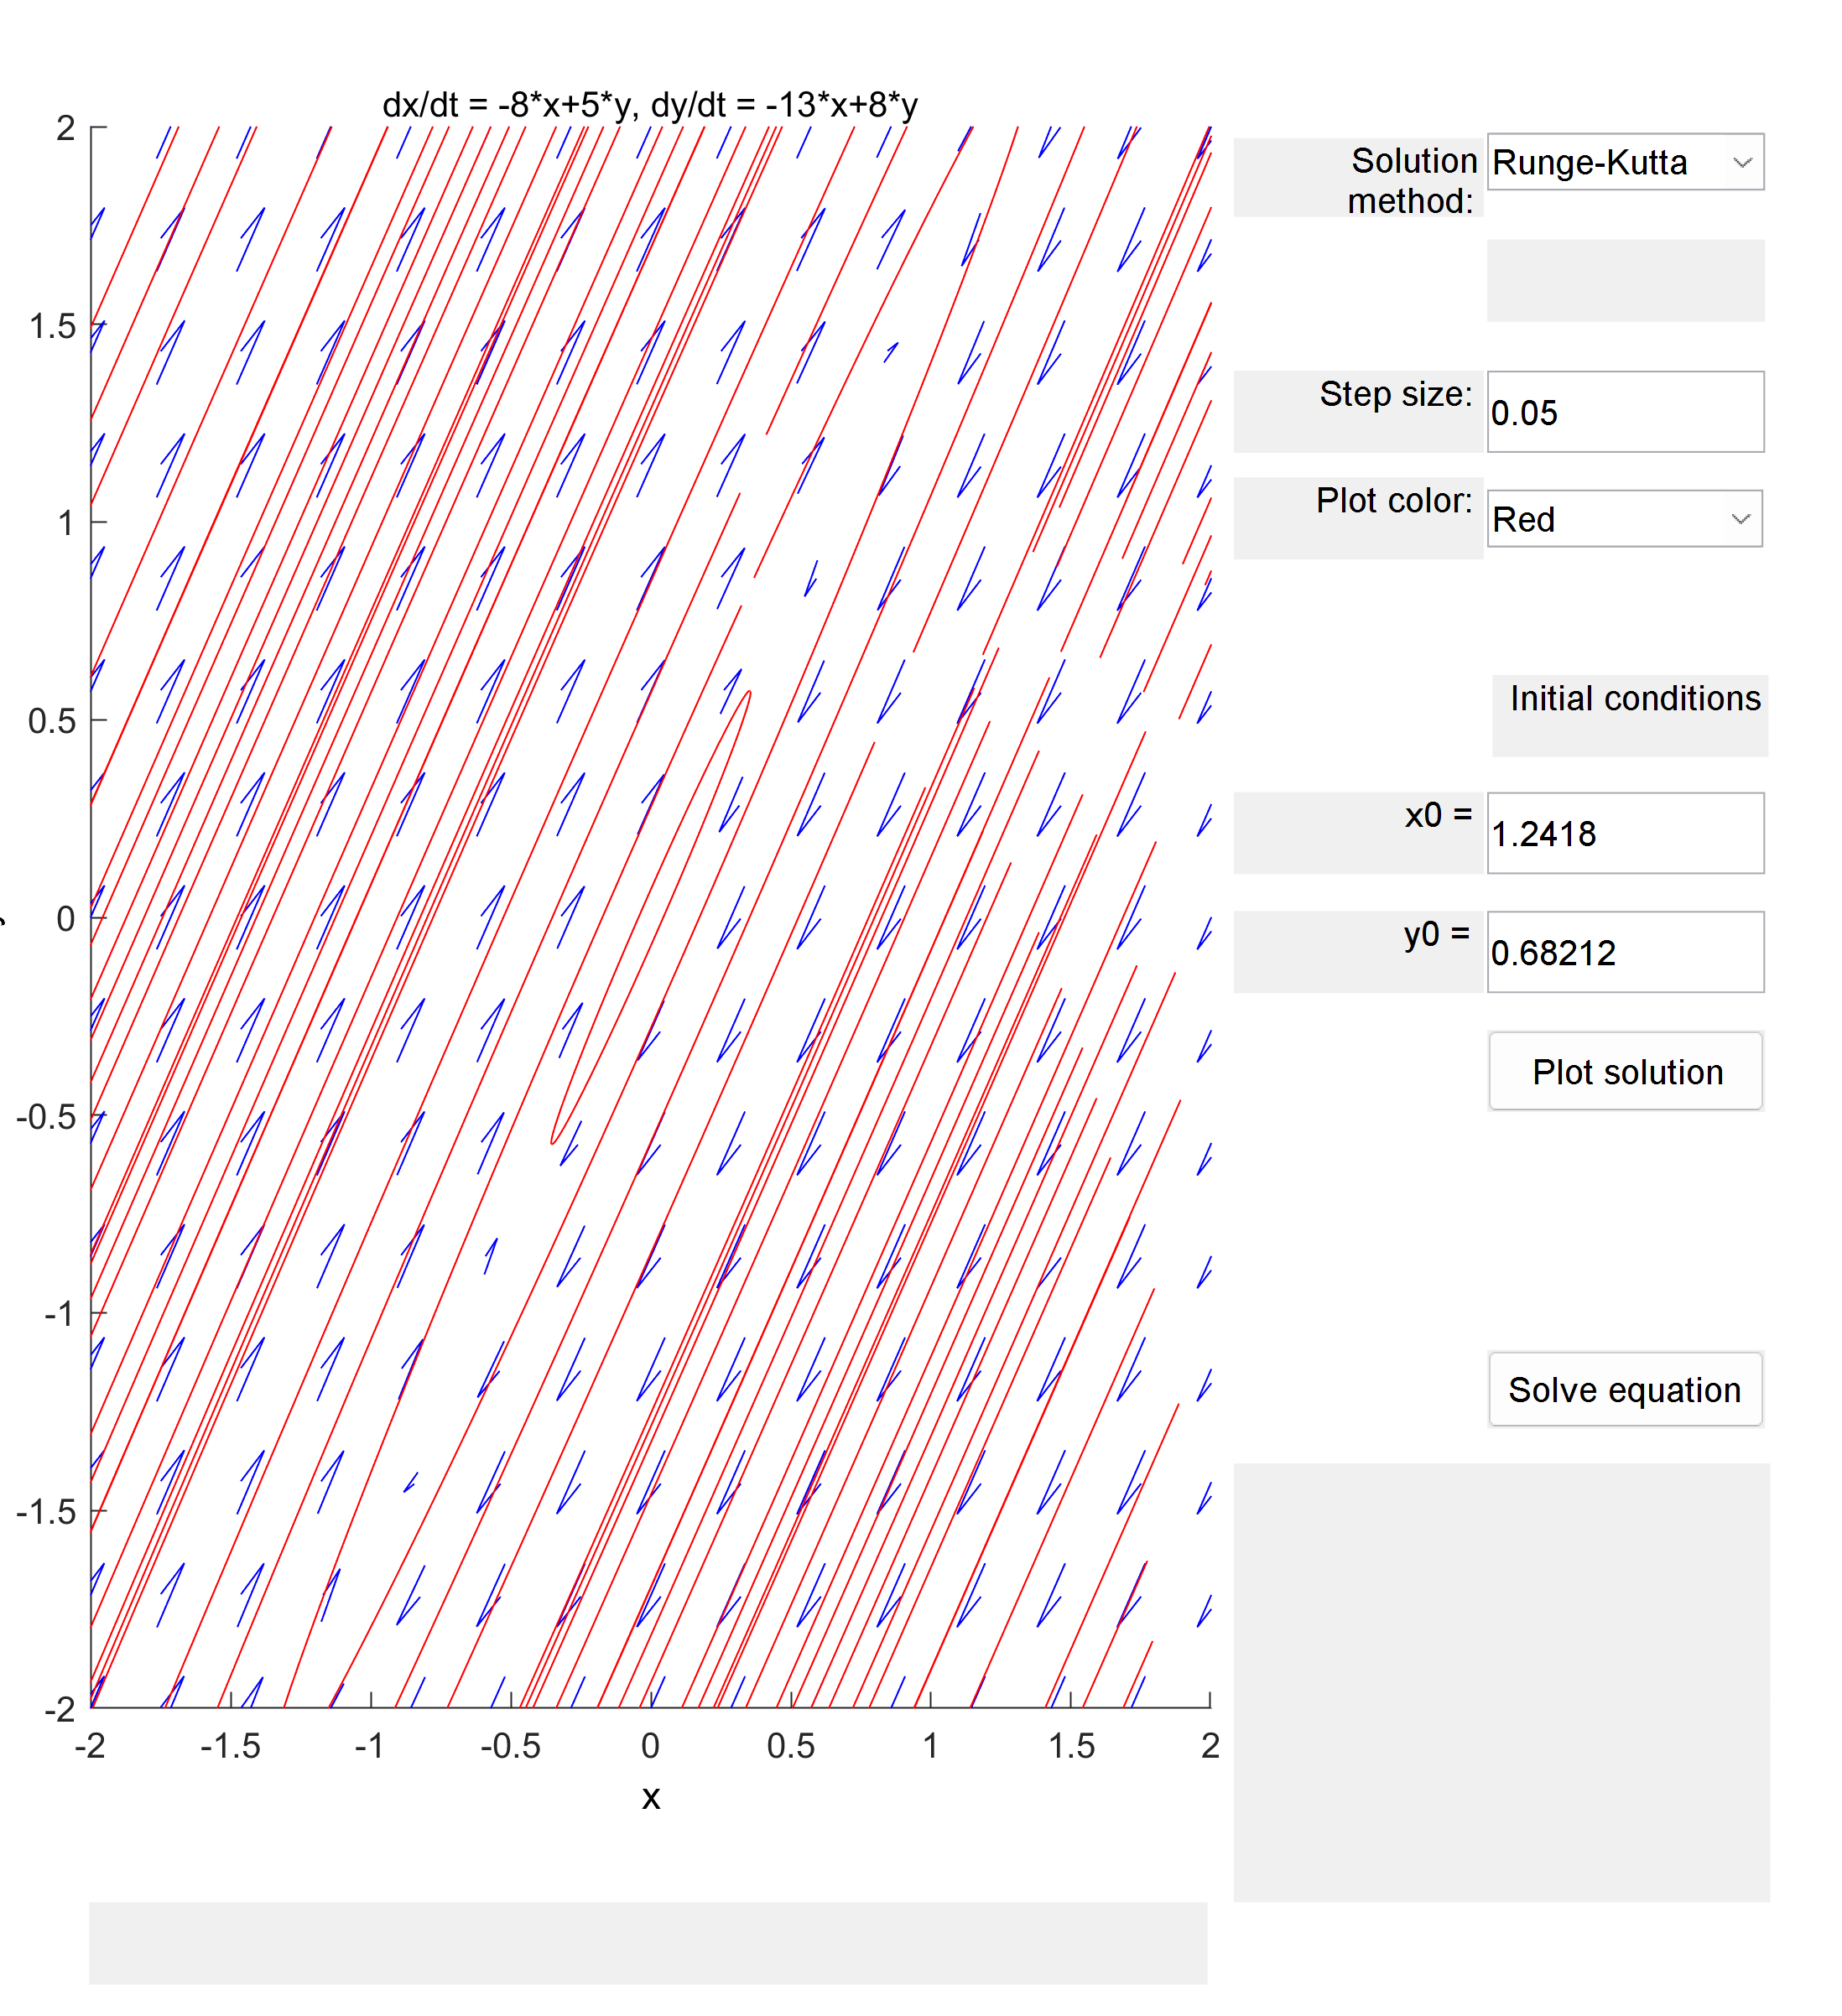 dx/dt = -8*x+5*y, dy/dt = -13*x+8*y
2
1.5
1
0.5
0
-0.5
-1
-1.5
-2
-2 -1.5 -1 -0.5 0 0.5 1 1.5 2
x
Solution method:
Runge-Kutta
Step size:
0.05
Plot color:
Red
Initial conditions
x0 =
1.2418
y0 =
0.68212
Plot solution
Solve equation